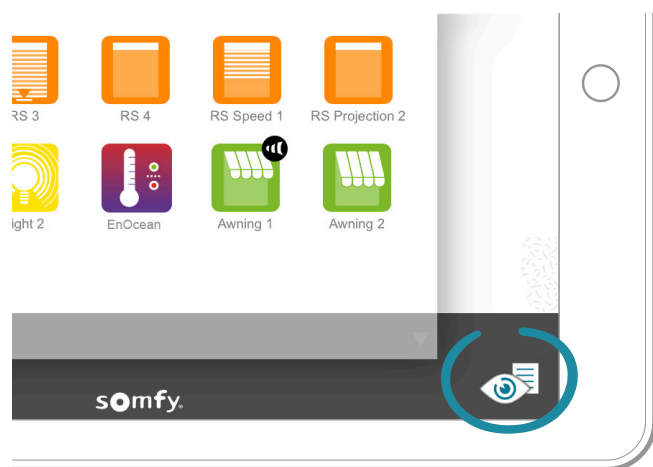 RS 3
RS 4
RS Speed 1
RS Projection 2
ight 2
EnOcean
Awning 1
Awning 2
somfy.